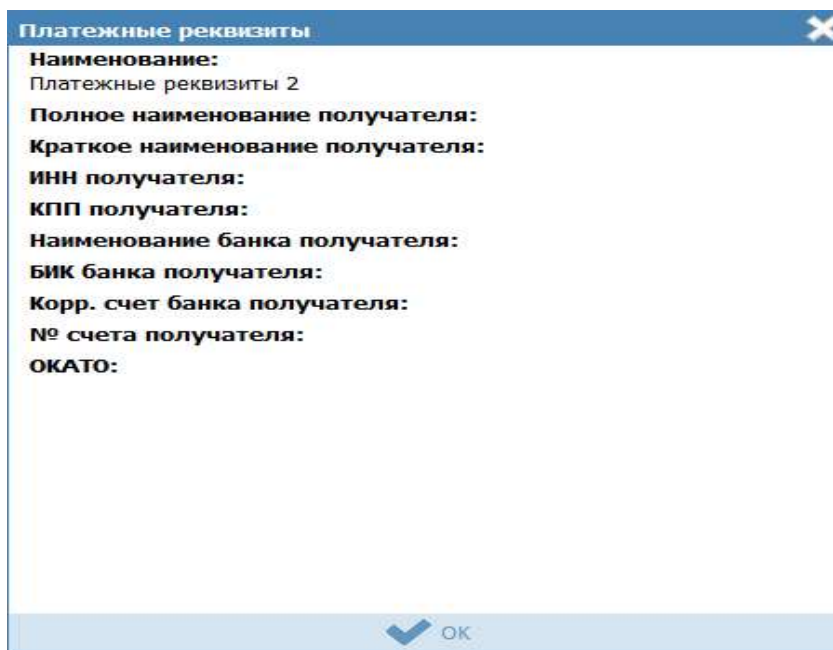 Платежные реквизиты
Наименование:
Платежные реквизиты 2
Полное наименование получателя:
Краткое наименование получателя:
ИНН получателя:
КПП получателя:
Наименование банка получателя:
БИК банка получателя:
Корр. счет банка получателя:
№ счета получателя:
ОКАТО:
ОК